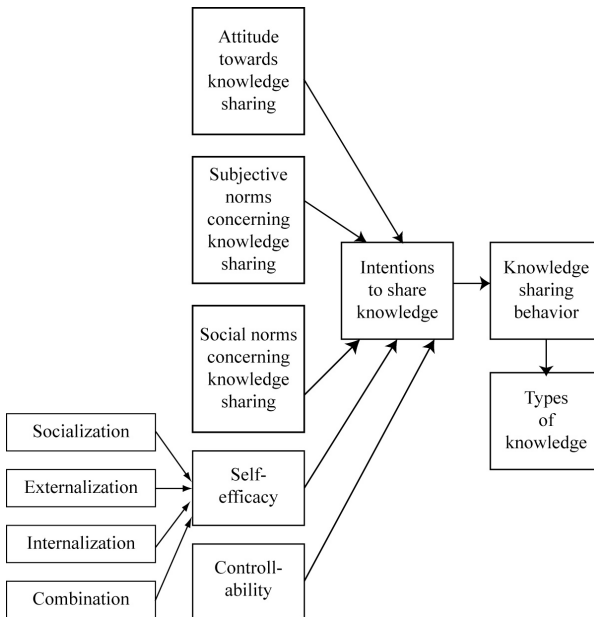 Attitude
towards
knowledge
sharing
Subjective
norms
concerning
knowledge
sharing
Social norms
concerning
knowledge
sharing
Self-
efficacy
Controll-
ability
Socialization
Externalization
Internalization
Combination
Intentions
to share
knowledge
Knowledge
sharing
behavior
Types
of
knowledge